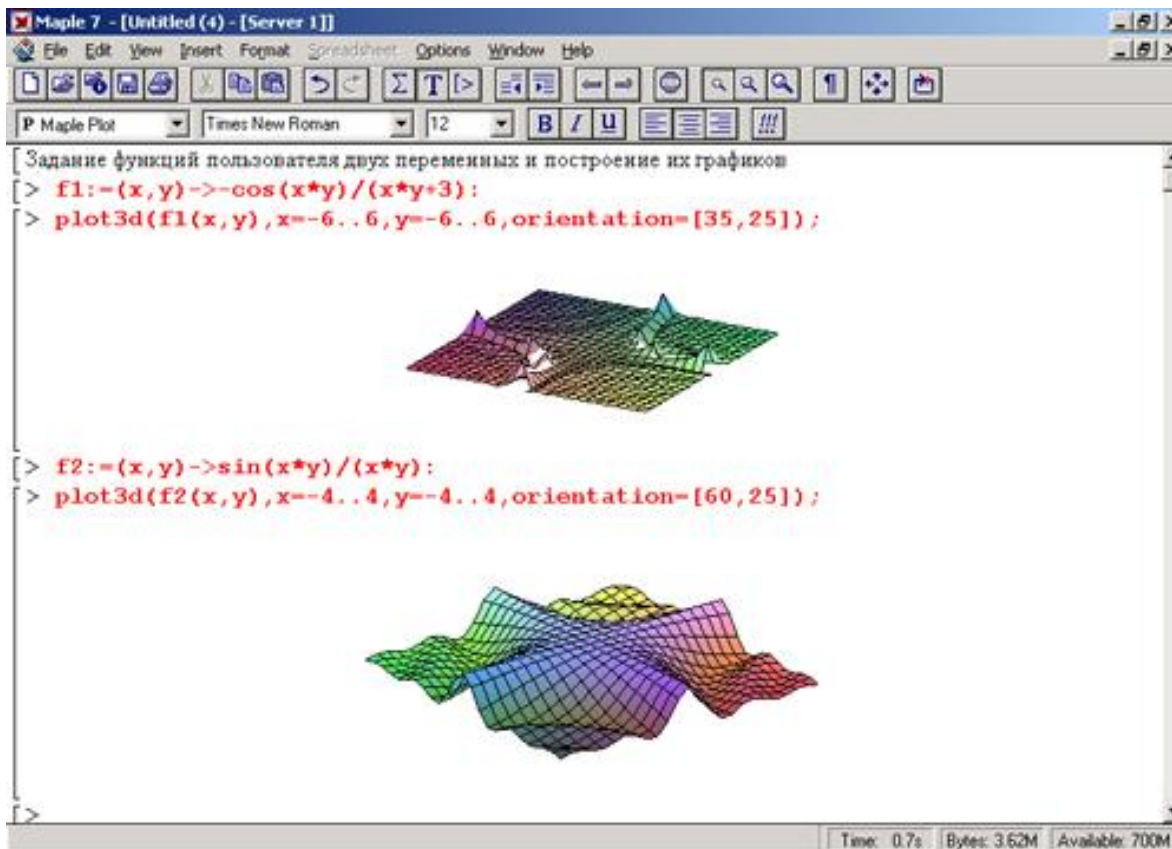 Maple 7 - [Untitled (4) - [Server 1]]
File Edit View Insert Format Spreadsheet Options Window Help
Σ T [>
P Maple Plot Times New Roman 12 B I U !!!
[ Задание функций пользователя двух переменных и построение их графиков
[> f1:=(x,y)->-cos(x*y)/(x*y+3):
[> plot3d(f1(x,y),x=-6..6,y=-6..6,orientation=[35,25]);
[> f2:=(x,y)->sin(x*y)/(x*y):
[> plot3d(f2(x,y),x=-4..4,y=-4..4,orientation=[60,25]);
[>
Time: 0.7s Bytes: 3.62M Available: 700M